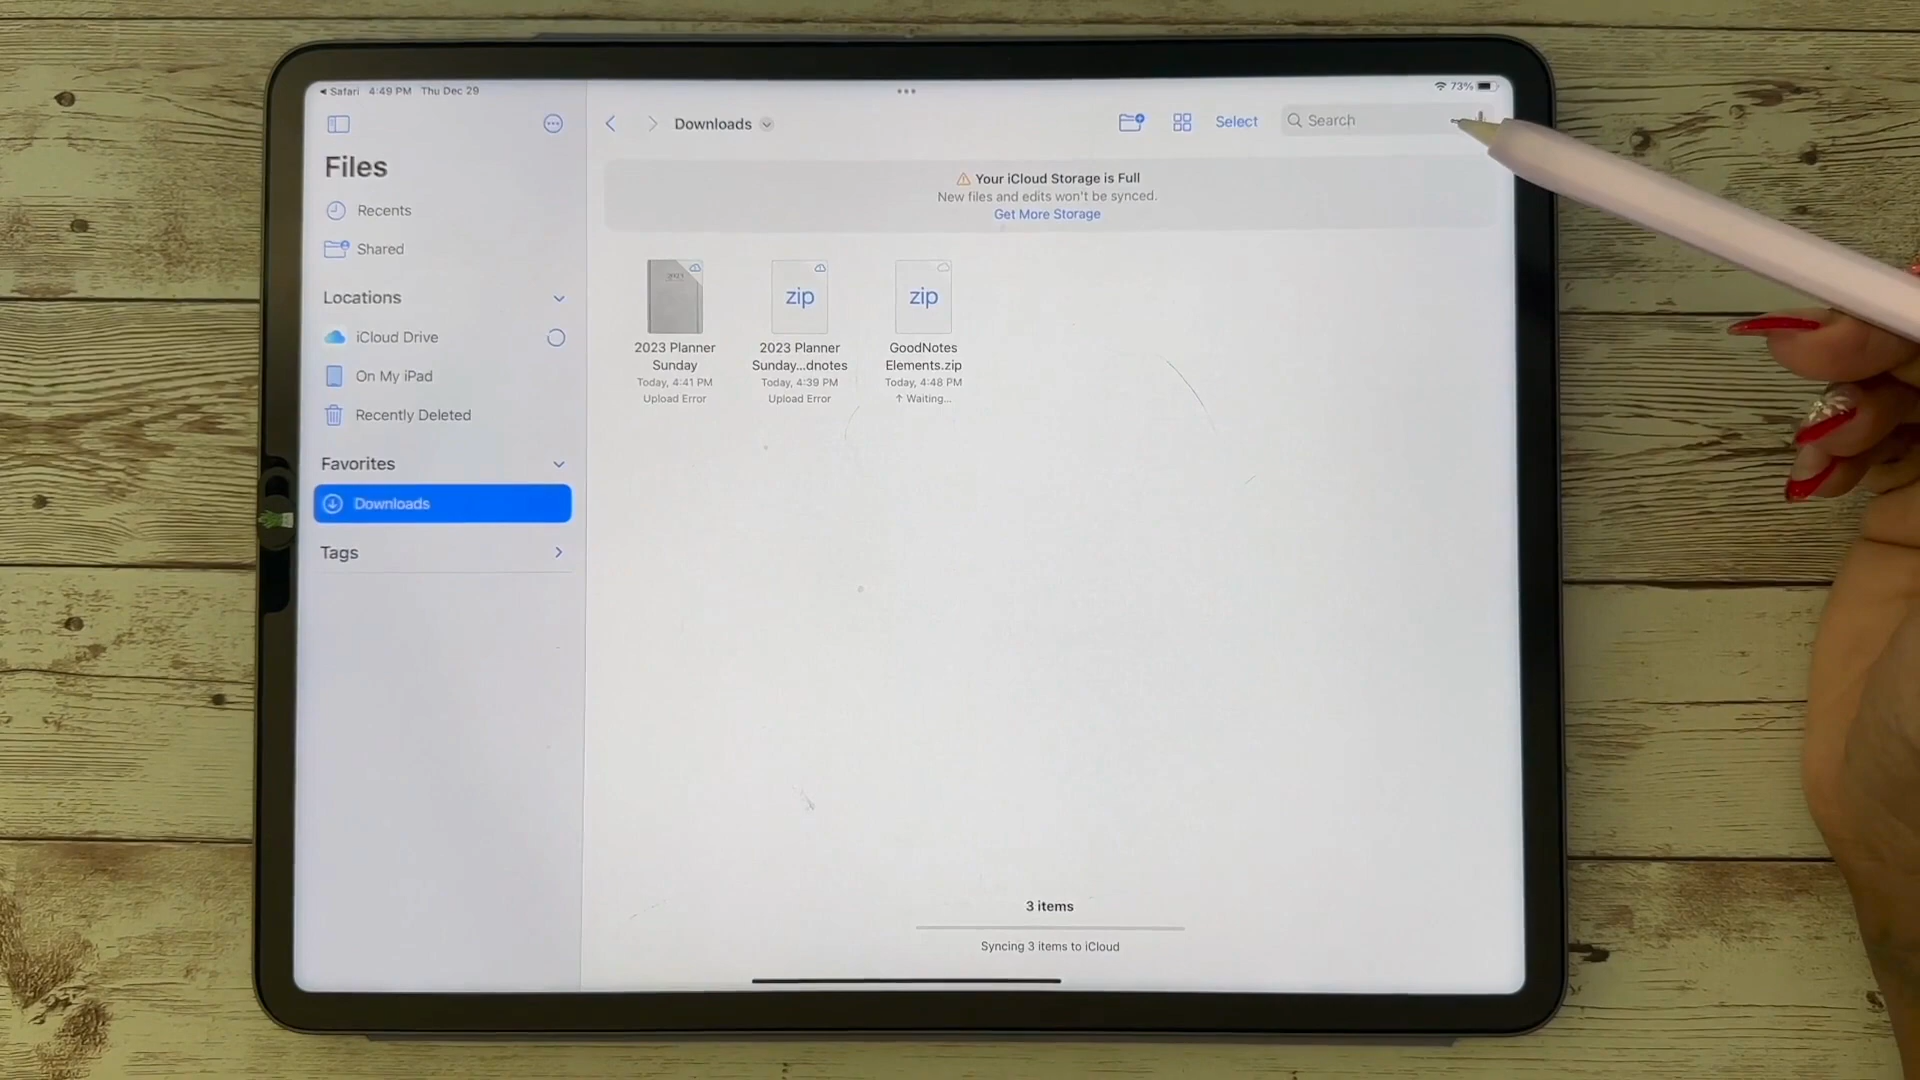 Safari 4:49 PM Thu Dec 29
73%
Files
Recents
Shared
Locations
iCloud Drive
On My iPad
Recently Deleted
Favorites
Downloads
Tags
Downloads
Select
Search
Your iCloud Storage is Full
New files and edits won't be synced.
Get More Storage
zip
zip
2023 Planner
Sunday
Today, 4:41 PM
Upload Error
2023 Planner
Sunday...dnotes
Today, 4:39 PM
Upload Error
GoodNotes
Elements.zip
Today, 4:48 PM
↑ Waiting...
3 items
Syncing 3 items to iCloud